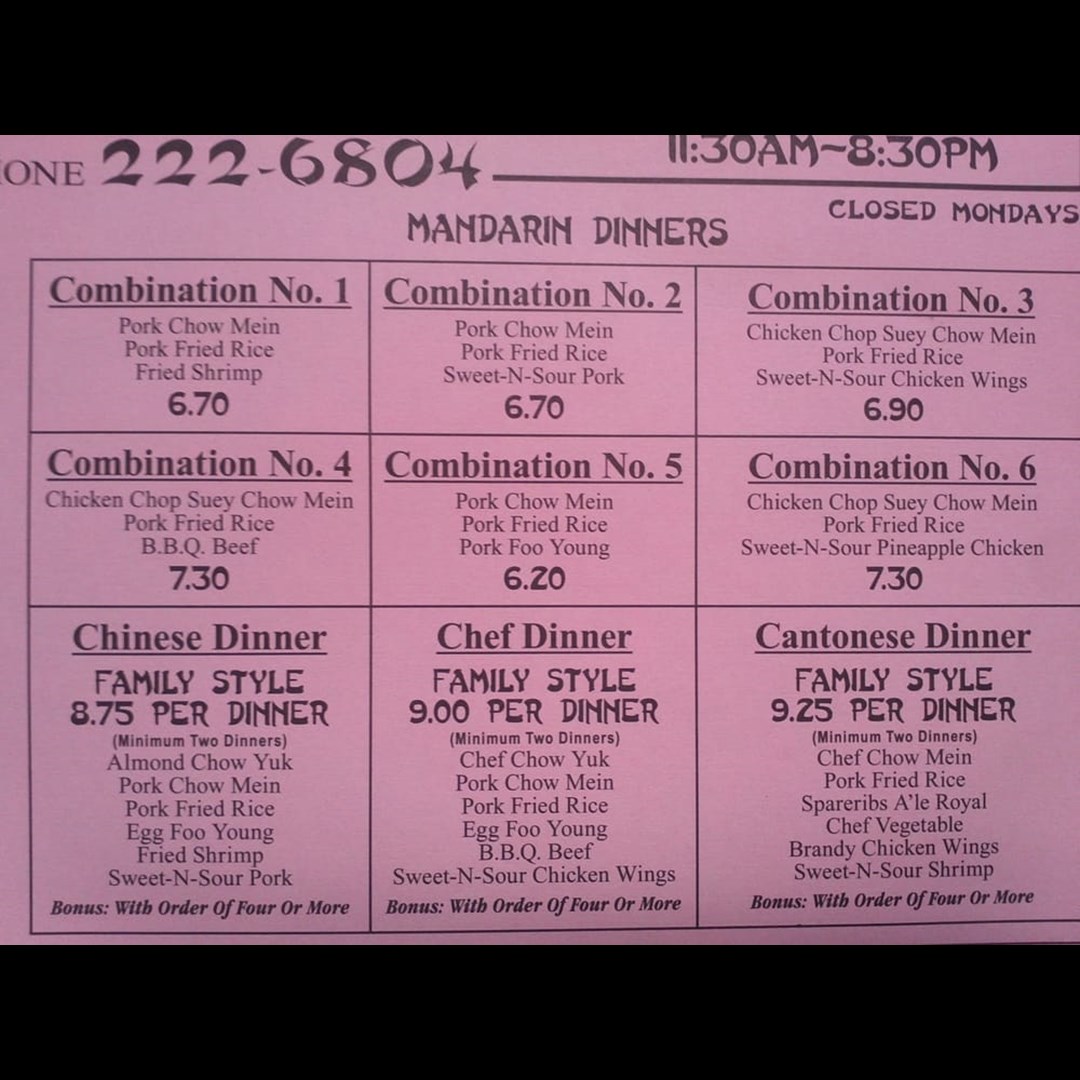 222-6804
11:30AM~8:30PM
CLOSED MONDAYS
MANDARIN DINNERS
Combination No. 1
Pork Chow Mein
Pork Fried Rice
Fried Shrimp
6.70
Combination No. 2
Pork Chow Mein
Pork Fried Rice
Sweet-N-Sour Pork
6.70
Combination No. 3
Chicken Chop Suey Chow Mein
Pork Fried Rice
Sweet-N-Sour Chicken Wings
6.90
Combination No. 4
Chicken Chop Suey Chow Mein
Pork Fried Rice
B.B.Q. Beef
7.30
Combination No. 5
Pork Chow Mein
Pork Fried Rice
Pork Foo Young
6.20
Combination No. 6
Chicken Chop Suey Chow Mein
Pork Fried Rice
Sweet-N-Sour Pineapple Chicken
7.30
Chinese Dinner
FAMILY STYLE
8.75 PER DINNER
(Minimum Two Dinners)
Almond Chow Yuk
Pork Chow Mein
Pork Fried Rice
Egg Foo Young
Fried Shrimp
Sweet-N-Sour Pork
Bonus: With Order Of Four Or More
Chef Dinner
FAMILY STYLE
9.00 PER DINNER
(Minimum Two Dinners)
Chef Chow Yuk
Pork Chow Mein
Pork Fried Rice
Egg Foo Young
B.B.Q. Beef
Sweet-N-Sour Chicken Wings
Bonus: With Order Of Four Or More
Cantonese Dinner
FAMILY STYLE
9.25 PER DINNER
(Minimum Two Dinners)
Chef Chow Mein
Pork Fried Rice
Spareribs A'le Royal
Chef Vegetable
Brandy Chicken Wings
Sweet-N-Sour Shrimp
Bonus: With Order Of Four Or More